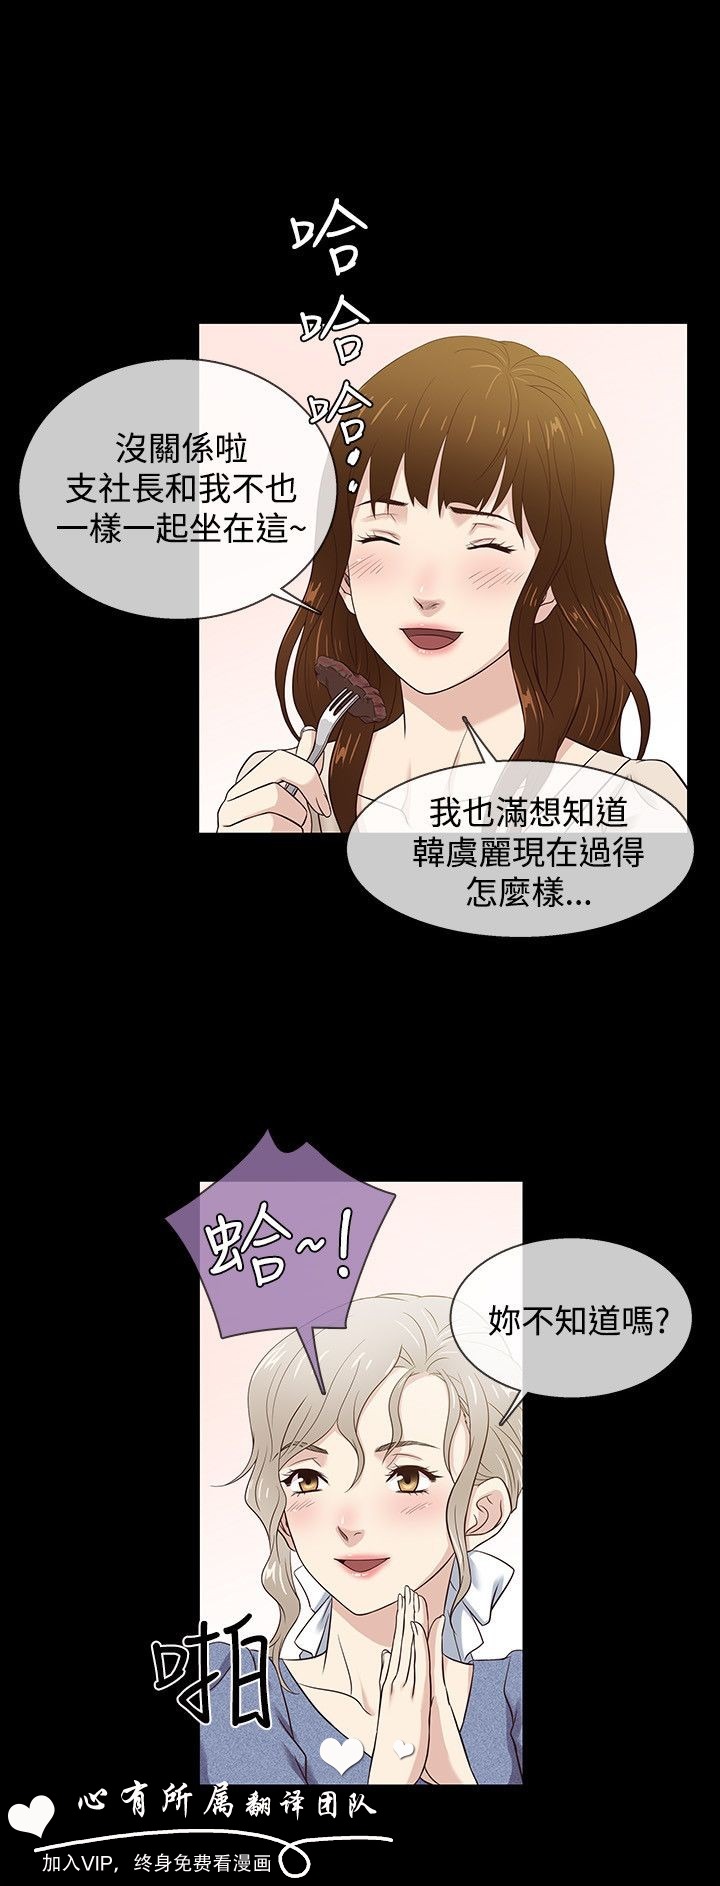 哈
哈
哈..
沒關係啦
支社長和我不也
一樣一起坐在這~
我也滿想知道
韓虞麗現在過得
怎麼樣...
蛤~!
妳不知道嗎?
啪
心有所属翻译团队
加入VIP，终身免费看漫画